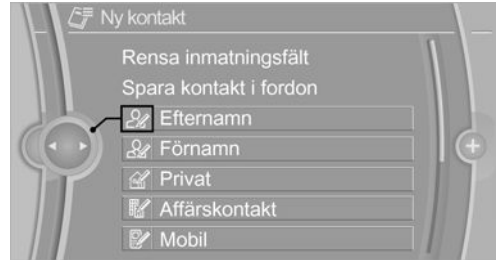 Ny kontakt
Rensa inmatningsfält
Spara kontakt i fordon
Efternamn
Förnamn
Privat
Affärskontakt
Mobil